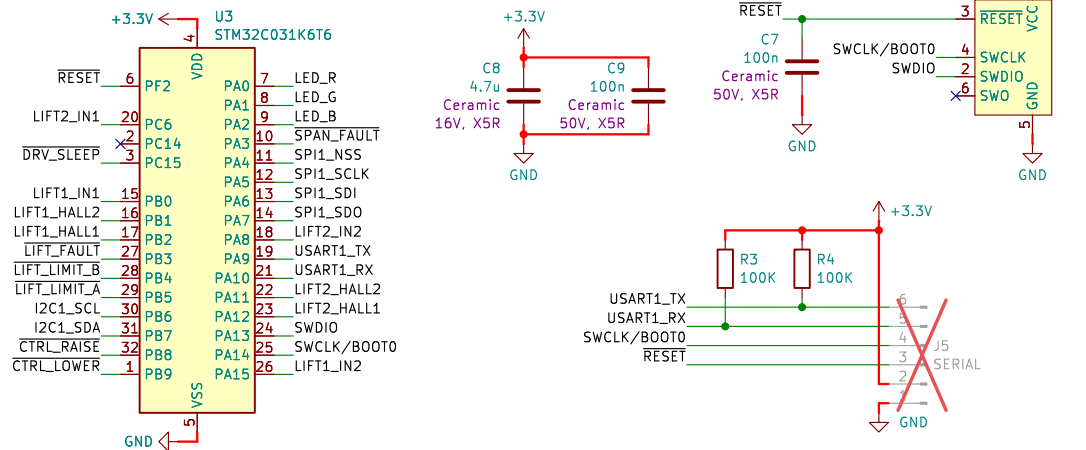 +3.3V
U3
STM32C031K6T6
4
VDD
RESET 6 PF2
LIFT2_IN1 20 PC6
2 PC14
DRV_SLEEP 3 PC15
LIFT1_IN1 15 PB0
LIFT1_HALL2 16 PB1
LIFT1_HALL1 17 PB2
LIFT_FAULT 27 PB3
LIFT_LIMIT_B 28 PB4
LIFT_LIMIT_A 29 PB5
I2C1_SCL 30 PB6
I2C1_SDA 31 PB7
CTRL_RAISE 32 PB8
CTRL_LOWER 1 PB9
PA0 7 LED_R
PA1 8 LED_G
PA2 9 LED_B
PA3 10 SPAN_FAULT
PA4 11 SPI1_NSS
PA5 12 SPI1_SCLK
PA6 13 SPI1_SDI
PA7 14 SPI1_SDO
PA8 18 LIFT2_IN2
PA9 19 USART1_TX
PA10 21 USART1_RX
PA11 22 LIFT2_HALL2
PA12 23 LIFT2_HALL1
PA13 24 SWDIO
PA14 25 SWCLK/BOOT0
PA15 26 LIFT1_IN2
VSS
5
GND
+3.3V
C8
4.7u
Ceramic
16V, X5R
C9
100n
Ceramic
50V, X5R
GND
RESET
C7
100n
Ceramic
50V, X5R
GND
3 RESET
VCC
SWCLK/BOOT0 4 SWCLK
SWDIO 2 SWDIO
6 SWO
GND
5
GND
+3.3V
R3
100K
R4
100K
USART1_TX 6
USART1_RX 5
SWCLK/BOOT0 4
RESET 3
2
1
J5
SERIAL
GND